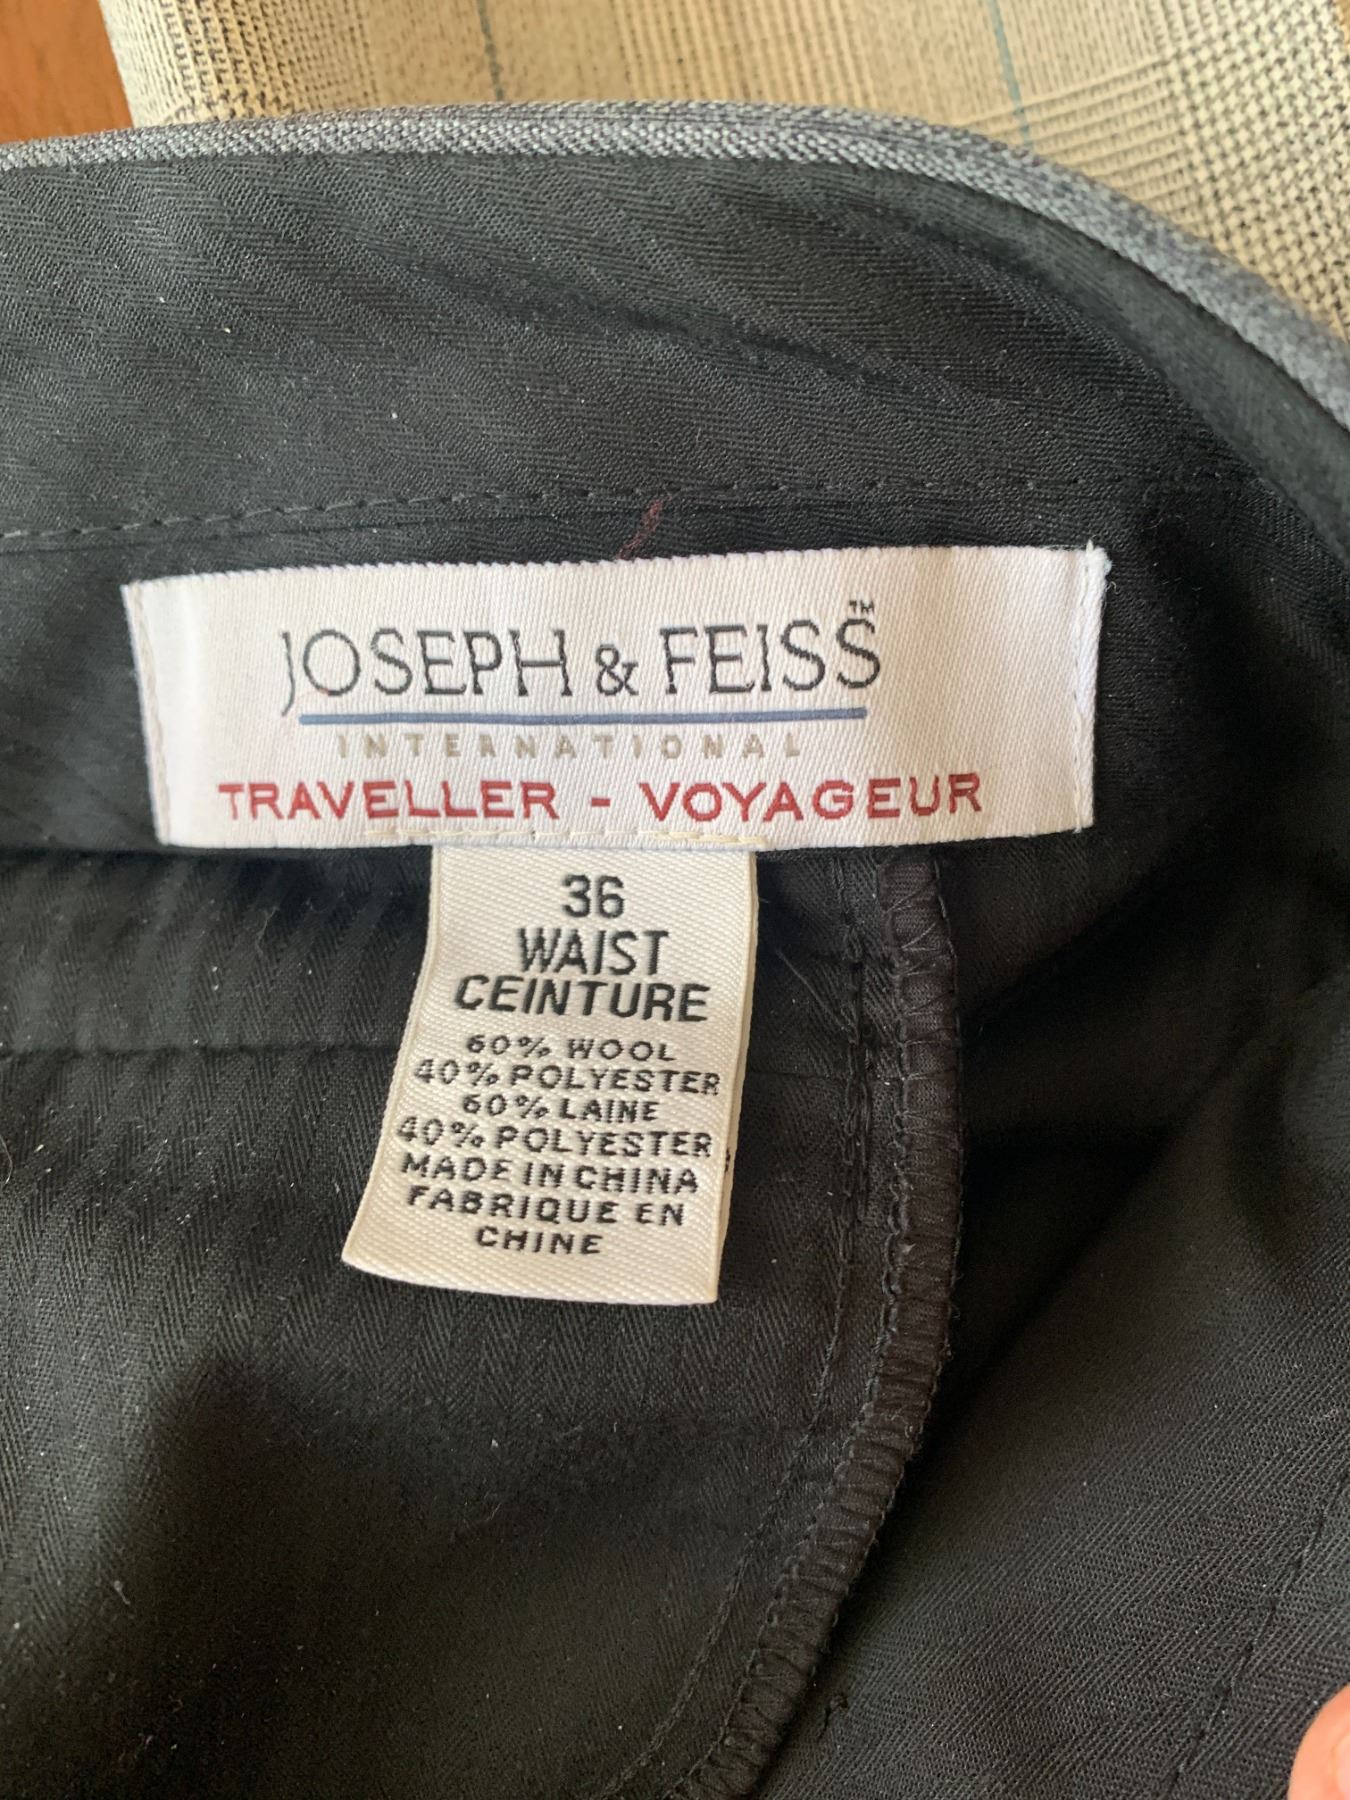 JOSEPH & FEISS™
INTERNATIONAL
TRAVELLER - VOYAGEUR
36
WAIST
CEINTURE
60% WOOL
40% POLYESTER
60% LAINE
40% POLYESTER
MADE IN CHINA
FABRIQUE EN
CHINE